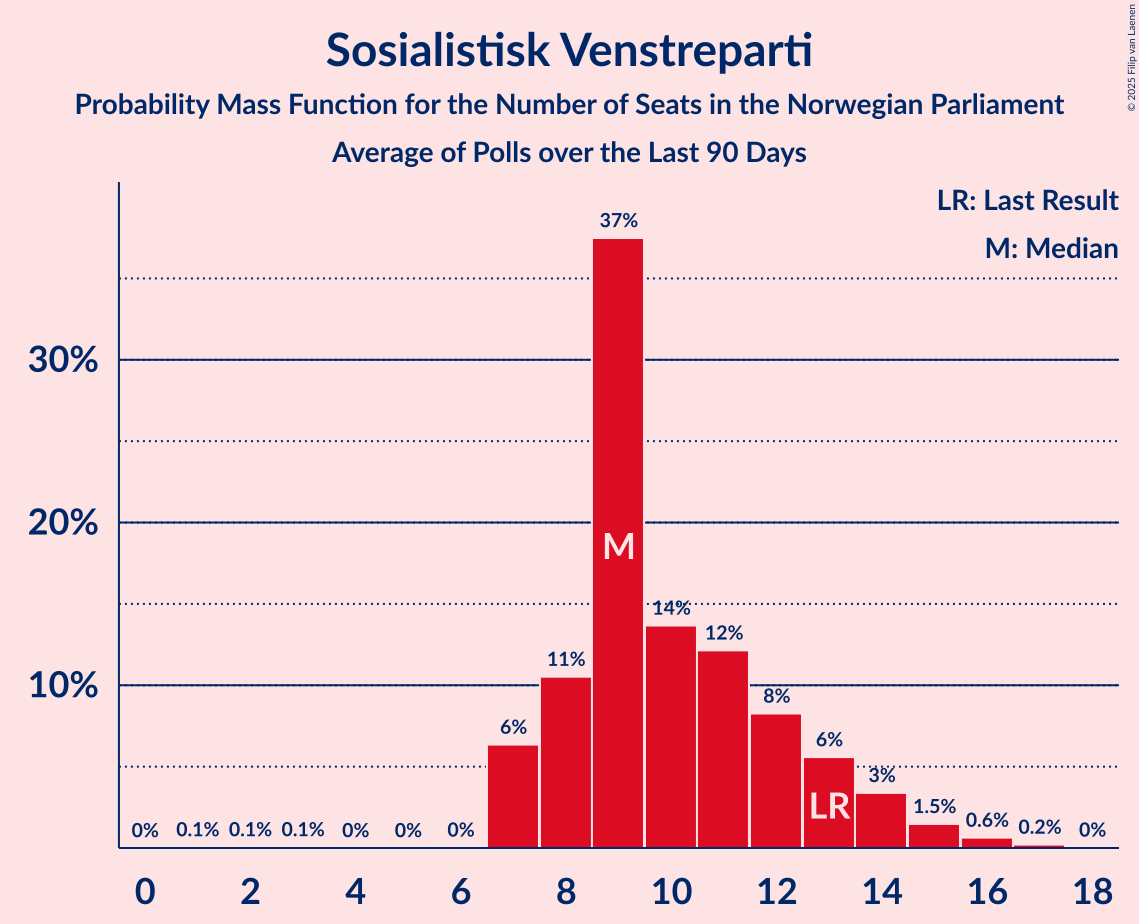 Sosialistisk Venstreparti
Probability Mass Function for the Number of Seats in the Norwegian Parliament
Average of Polls over the Last 90 Days
© 2025 Filip van Laenen
LR: Last Result
M: Median
37%
30%
20%
M
14%
12%
11%
10%
8%
6%
6%
3%
LR
1.5%
0.6%
0.2%
0% 0.1% 0.1% 0.1% 0% 0% 0% 0%
0 2 4 6 8 10 12 14 16 18